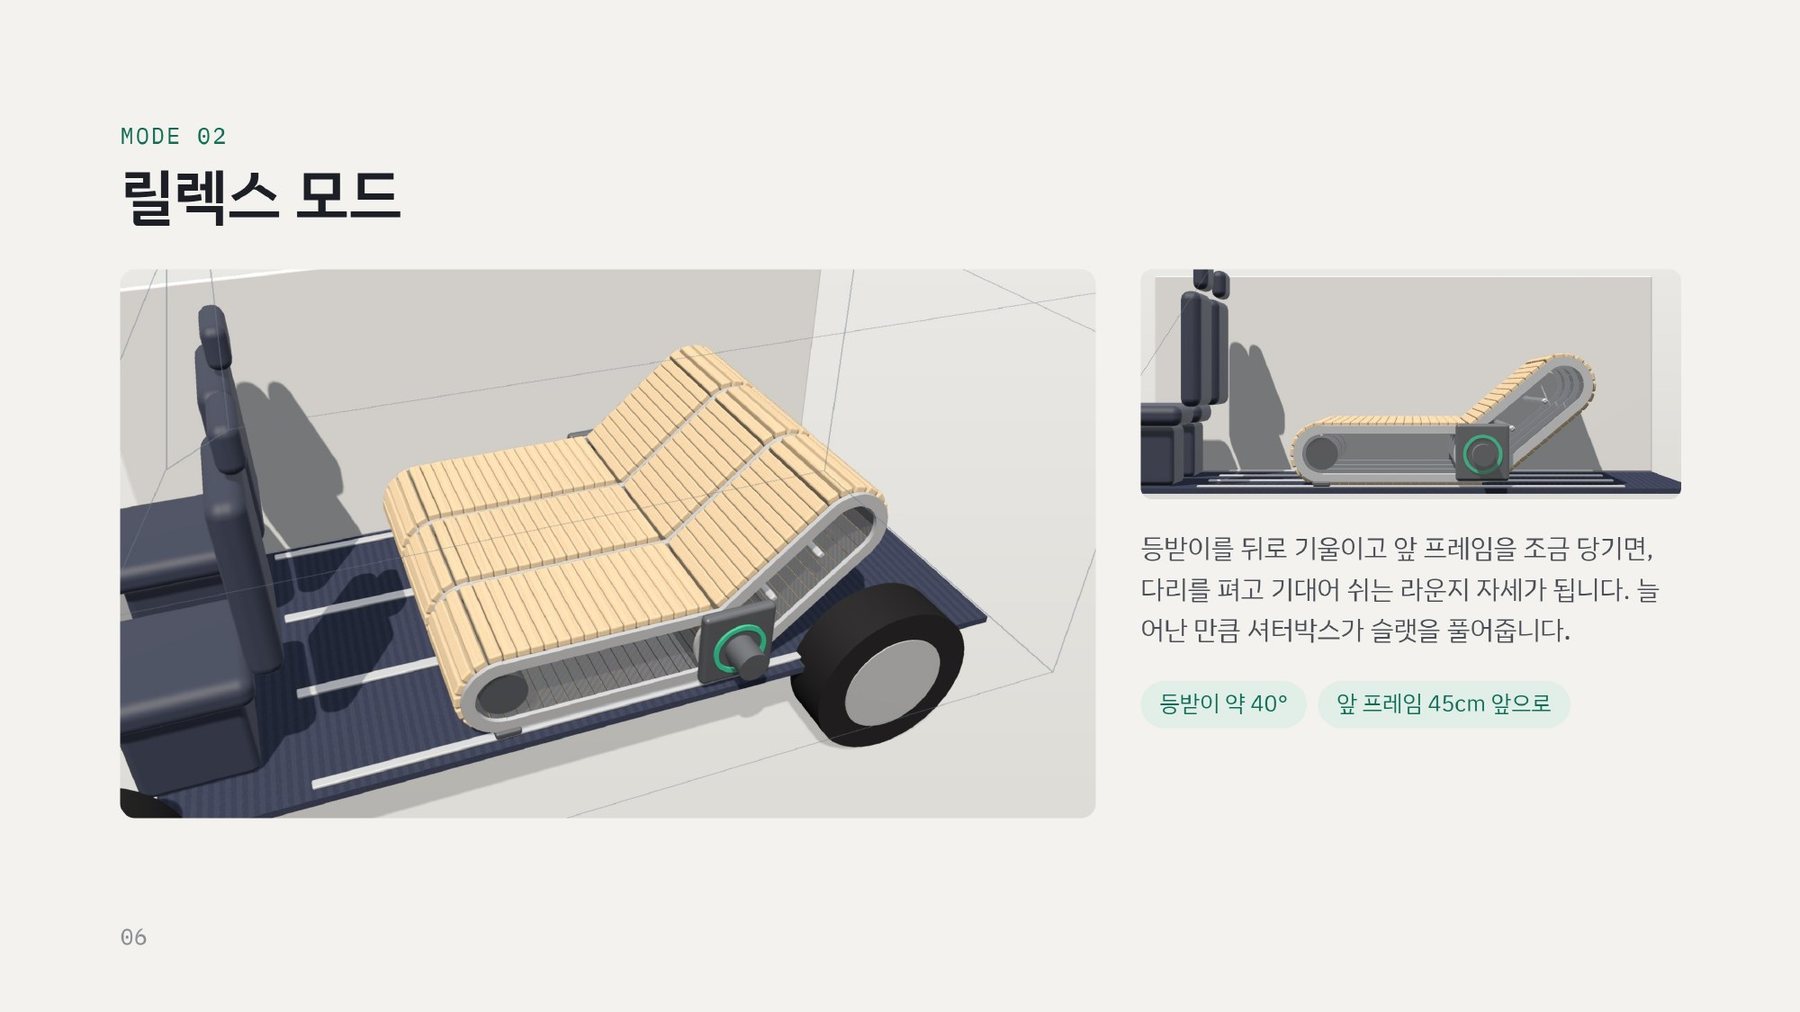 MODE 02
릴렉스 모드
등받이를 뒤로 기울이고 앞 프레임을 조금 당기면,
다리를 펴고 기대어 쉬는 라운지 자세가 됩니다. 늘
어난 만큼 셔터박스가 슬랫을 풀어줍니다.
등받이 약 40°
앞 프레임 45cm 앞으로
06